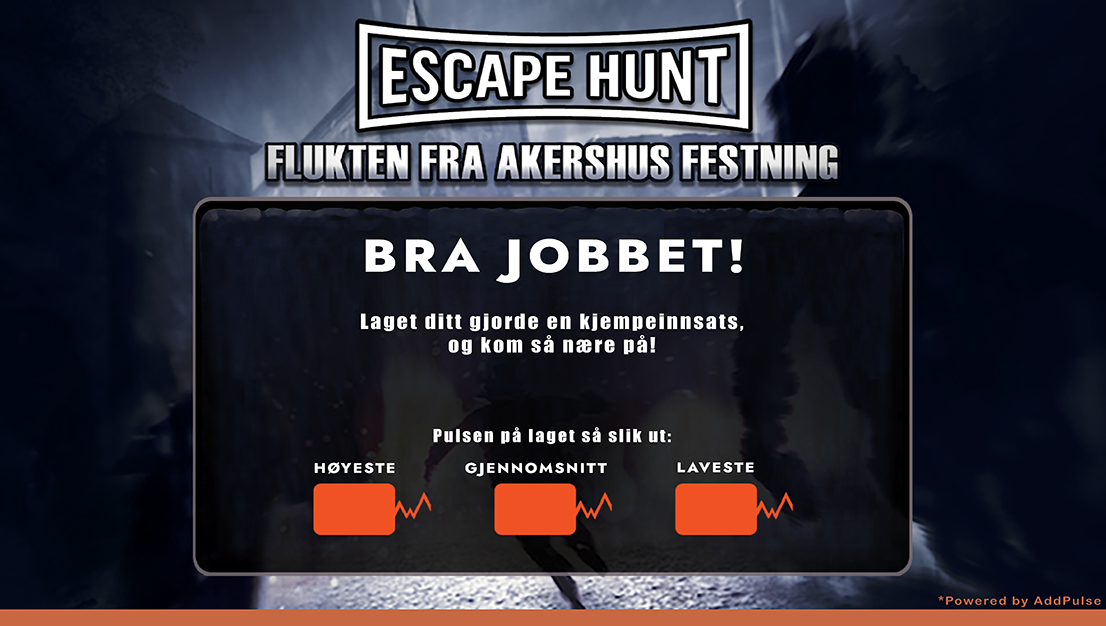 ESCAPE HUNT
FLUKTEN FRA AKERSHUS FESTNING
BRA JOBBET!
Laget ditt gjorde en kjempeinnsats,
og kom så nære på!
Pulsen på laget så slik ut:
HØYESTE GJENNOMSNITT LAVESTE
*Powered by AddPulse